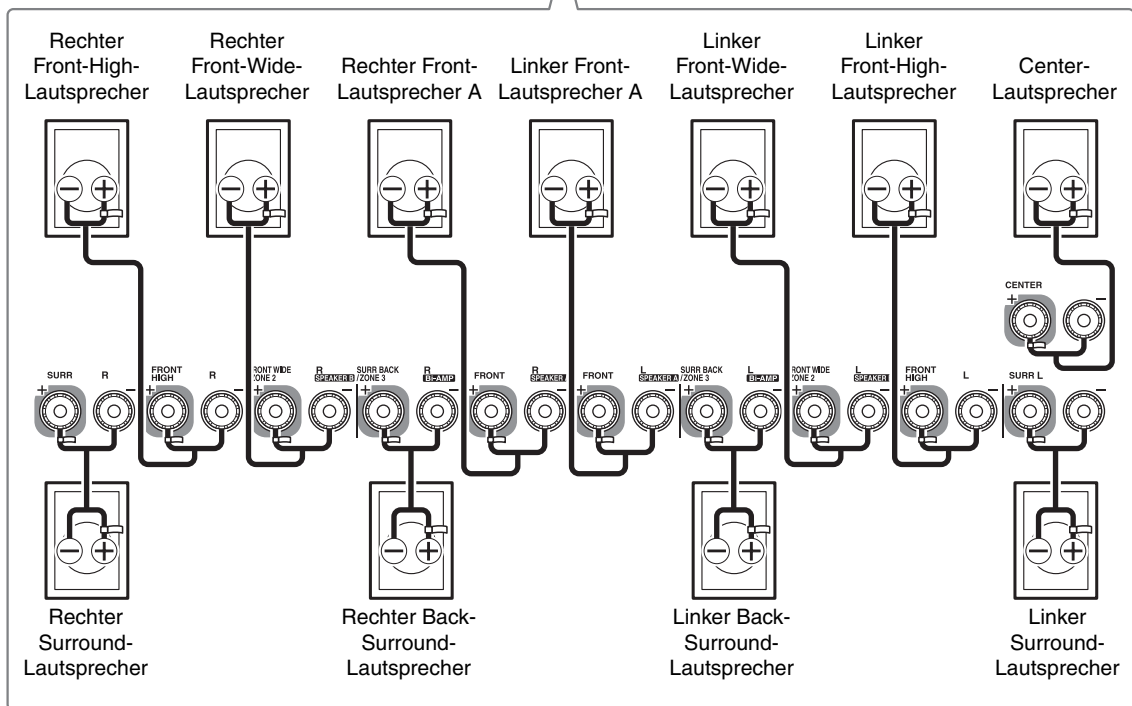 Rechter
Front-High-
Lautsprecher
Rechter
Front-Wide-
Lautsprecher
Rechter Front-
Lautsprecher A
Linker Front-
Lautsprecher A
Linker
Front-Wide-
Lautsprecher
Linker
Front-High-
Lautsprecher
Center-
Lautsprecher
CENTER
+ −
SURR R
+ −
FRONT
HIGH R
+ −
RONT WIDE
ZONE 2
R
SPEAKER B
+ −
SURR BACK
/ZONE 3
R
Bi-AMP
+ −
FRONT
R
SPEAKER
+ −
FRONT
L
SPEAKER A
+ −
SURR BACK
/ZONE 3
L
Bi-AMP
+ −
RONT WIDE
ZONE 2
L
SPEAKER
+ −
FRONT
HIGH L
+ −
SURR L
+ −
Rechter
Surround-
Lautsprecher
Rechter Back-
Surround-
Lautsprecher
Linker Back-
Surround-
Lautsprecher
Linker
Surround-
Lautsprecher